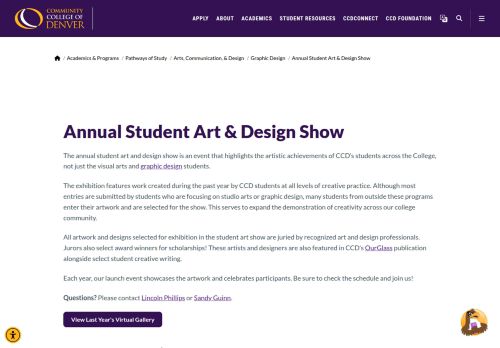 COMMUNITY
COLLEGE OF
DENVER
APPLY ABOUT ACADEMICS STUDENT RESOURCES CCDCONNECT CCD FOUNDATION
/ Academics & Programs / Pathways of Study / Arts, Communication, & Design / Graphic Design / Annual Student Art & Design Show
Annual Student Art & Design Show
The annual student art and design show is an event that highlights the artistic achievements of CCD's students across the College,
not just the visual arts and graphic design students.
The exhibition features work created during the past year by CCD students at all levels of creative practice. Although most
entries are submitted by students who are focusing on studio arts or graphic design, many students from outside these programs
enter their artwork and are selected for the show. This serves to expand the demonstration of creativity across our college
community.
All artwork and designs selected for exhibition in the student art show are juried by recognized art and design professionals.
Jurors also select award winners for scholarships! These artists and designers are also featured in CCD's OurGlass publication
alongside select student creative writing.
Each year, our launch event showcases the artwork and celebrates participants. Be sure to check the schedule and join us!
Questions? Please contact Lincoln Phillips or Sandy Guinn.
View Last Year's Virtual Gallery